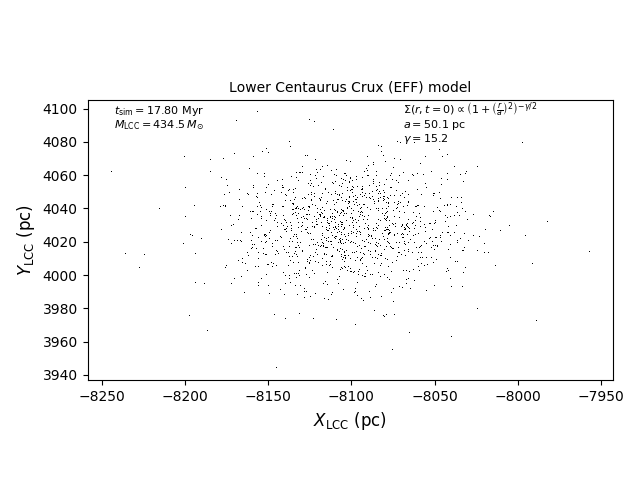 Lower Centaurus Crux (EFF) model
t_sim = 17.80 Myr
M_LCC = 434.5 M_⊙
Σ(r, t = 0) ∝ (1 + (r/a)²)^(−γ/2)
a = 50.1 pc
γ = 15.2
4100
4080
4060
4040
4020
4000
3980
3960
3940
Y_LCC (pc)
−8250 −8200 −8150 −8100 −8050 −8000 −7950
X_LCC (pc)